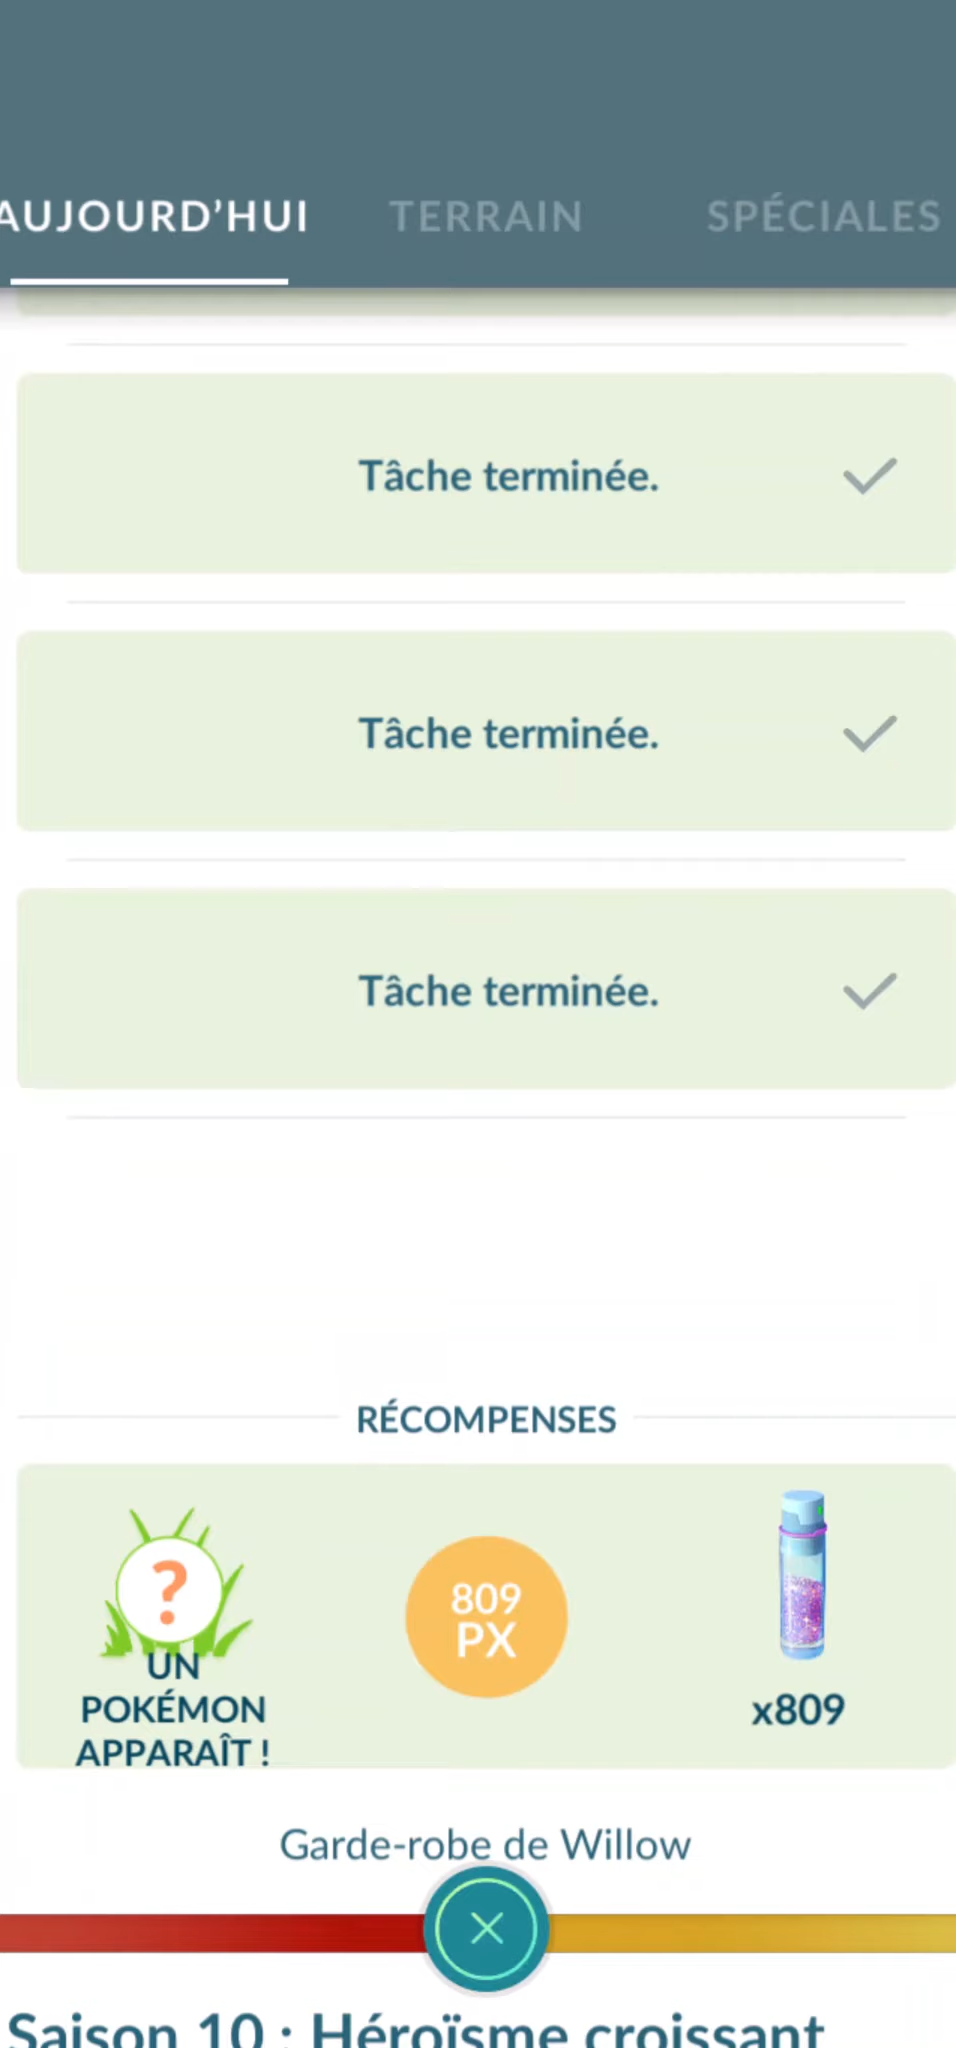 AUJOURD’HUI TERRAIN SPÉCIALES
Tâche terminée.
Tâche terminée.
Tâche terminée.
RÉCOMPENSES
?
809
PX
UN
POKÉMON
APPARAÎT !
x809
Garde-robe de Willow
Saison 10 : Héroïsme croissant